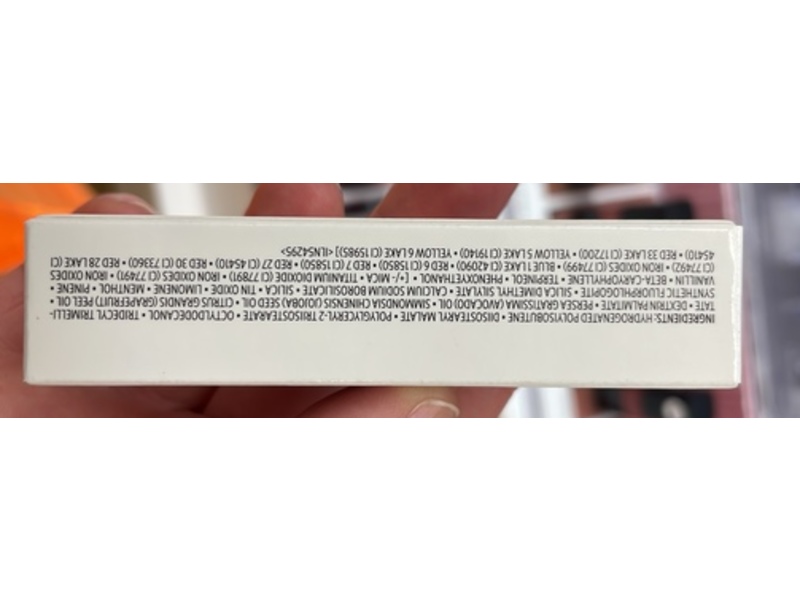 INGREDIENTS: HYDROGENATED POLYISOBUTENE • DIISOSTEARYL MALATE • POLYGLYCERYL-2 TRIISOSTEARATE • OCTYLDODECANOL • TRIDECYL TRIMELLI-
TATE • DEXTRIN PALMITATE • PERSEA GRATISSIMA (AVOCADO) OIL • SIMMONDSIA CHINENSIS (JOJOBA) SEED OIL • CITRUS GRANDIS (GRAPEFRUIT) PEEL OIL •
SYNTHETIC FLUORPHLOGOPITE • SILICA DIMETHYL SILYLATE • CALCIUM SODIUM BOROSILICATE • SILICA • TIN OXIDE • LIMONENE • MENTHOL • PINENE •
VANILLIN • BETA-CARYOPHYLLENE • TERPINEOL • PHENOXYETHANOL • [+/- MICA • TITANIUM DIOXIDE (CI 77891) • IRON OXIDES (CI 77491) • IRON OXIDES
(CI 77492) • IRON OXIDES (CI 77499) • BLUE 1 LAKE (CI 42090) • RED 6 (CI 15850) • RED 7 (CI 15850) • RED 27 (CI 45410) • RED 30 (CI 73360) • RED 28 LAKE (CI
45410) • RED 33 LAKE (CI 17200) • YELLOW 5 LAKE (CI 19140) • YELLOW 6 LAKE (CI 15985)] <ILN54295>